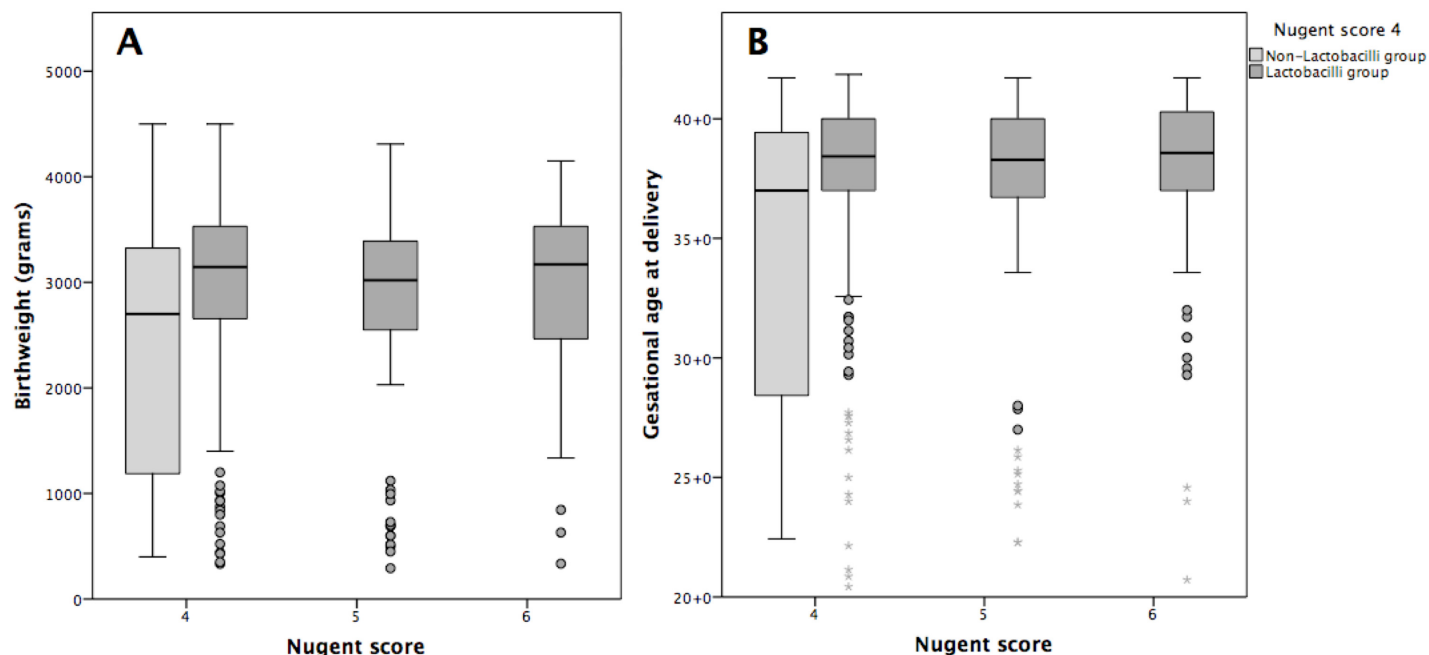 A
Birthweight (grams)
5000
4000
3000
2000
1000
0
4 5 6
Nugent score
B
Gesational age at delivery
40+0
35+0
30+0
25+0
20+0
4 5 6
Nugent score
Nugent score 4
Non-Lactobacilli group
Lactobacilli group